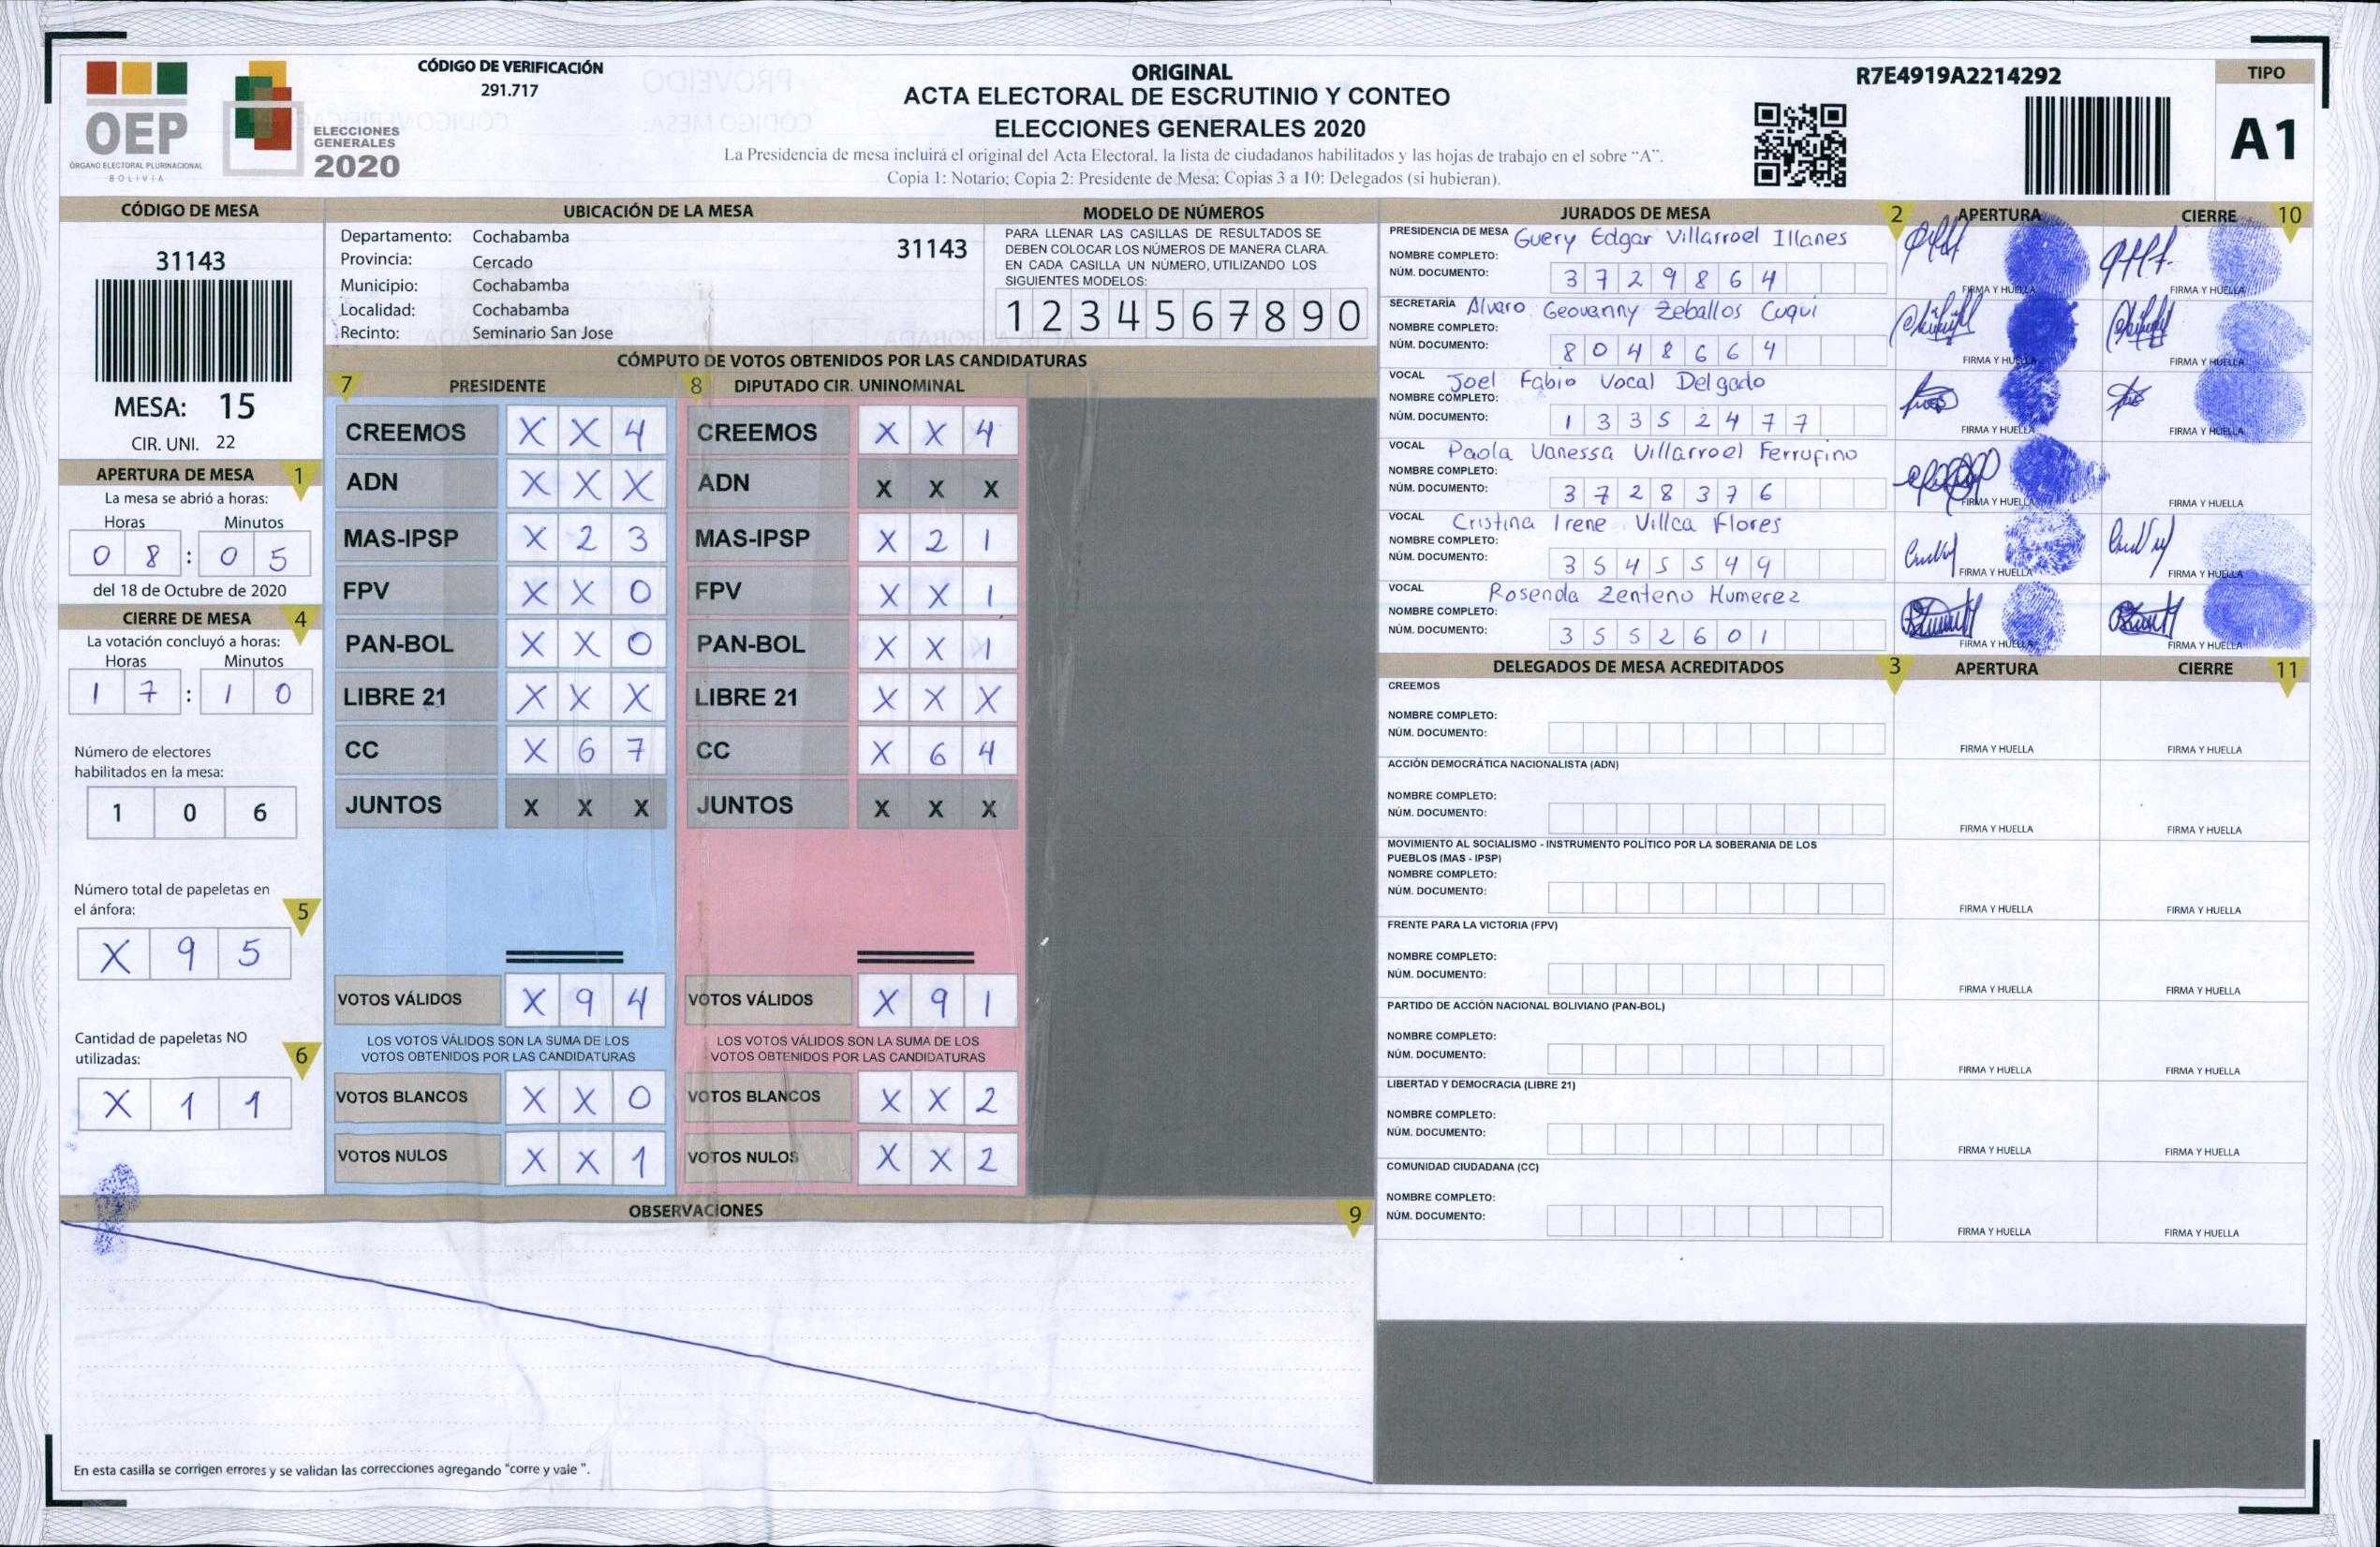 CÓDIGO DE VERIFICACIÓN
291.717
OEP
ÓRGANO ELECTORAL PLURINACIONAL
BOLIVIA
ELECCIONES
GENERALES
2020
ORIGINAL
ACTA ELECTORAL DE ESCRUTINIO Y CONTEO
ELECCIONES GENERALES 2020
La Presidencia de mesa incluirá el original del Acta Electoral, la lista de ciudadanos habilitados y las hojas de trabajo en el sobre "A".
Copia 1: Notario; Copia 2: Presidente de Mesa; Copias 3 a 10: Delegados (si hubieran).
R7E4919A2214292
TIPO
A1
CÓDIGO DE MESA
31143
MESA: 15
CIR. UNI. 22
APERTURA DE MESA 1
La mesa se abrió a horas:
Horas Minutos
0 8 : 0 5
del 18 de Octubre de 2020
CIERRE DE MESA 4
La votación concluyó a horas:
Horas Minutos
1 7 : 1 0
Número de electores
habilitados en la mesa:
1 0 6
Número total de papeletas en
el ánfora: 5
X 9 5
Cantidad de papeletas NO
utilizadas: 6
X 1 1
UBICACIÓN DE LA MESA
Departamento: Cochabamba 31143
Provincia: Cercado
Municipio: Cochabamba
Localidad: Cochabamba
Recinto: Seminario San Jose
MODELO DE NÚMEROS
PARA LLENAR LAS CASILLAS DE RESULTADOS SE
DEBEN COLOCAR LOS NÚMEROS DE MANERA CLARA.
EN CADA CASILLA UN NÚMERO, UTILIZANDO LOS
SIGUIENTES MODELOS:
1 2 3 4 5 6 7 8 9 0
CÓMPUTO DE VOTOS OBTENIDOS POR LAS CANDIDATURAS
7 PRESIDENTE 8 DIPUTADO CIR. UNINOMINAL
CREEMOS X X 4 CREEMOS X X 4
ADN X X X ADN X X X
MAS-IPSP X 2 3 MAS-IPSP X 2 1
FPV X X 0 FPV X X 1
PAN-BOL X X 0 PAN-BOL X X 1
LIBRE 21 X X X LIBRE 21 X X X
CC X 6 7 CC X 6 4
JUNTOS X X X JUNTOS X X X
VOTOS VÁLIDOS X 9 4 VOTOS VÁLIDOS X 9 1
LOS VOTOS VÁLIDOS SON LA SUMA DE LOS LOS VOTOS VÁLIDOS SON LA SUMA DE LOS
VOTOS OBTENIDOS POR LAS CANDIDATURAS VOTOS OBTENIDOS POR LAS CANDIDATURAS
VOTOS BLANCOS X X 0 VOTOS BLANCOS X X 2
VOTOS NULOS X X 1 VOTOS NULOS X X 2
OBSERVACIONES 9
En esta casilla se corrigen errores y se validan las correcciones agregando "corre y vale ".
JURADOS DE MESA 2 APERTURA CIERRE 10
PRESIDENCIA DE MESA Guery Edgar Villarroel Illanes
NOMBRE COMPLETO:
NÚM. DOCUMENTO: 3 7 2 9 8 6 4 FIRMA Y HUELLA FIRMA Y HUELLA
SECRETARÍA Alvaro Geovanny Zeballos Cuqui
NOMBRE COMPLETO:
NÚM. DOCUMENTO: 8 0 4 8 6 6 4 FIRMA Y HUELLA FIRMA Y HUELLA
VOCAL Joel Fabio Vocal Delgado
NOMBRE COMPLETO:
NÚM. DOCUMENTO: 1 3 3 5 2 4 7 7 FIRMA Y HUELLA FIRMA Y HUELLA
VOCAL Paola Vanessa Villarroel Ferrufino
NOMBRE COMPLETO:
NÚM. DOCUMENTO: 3 7 2 8 3 7 6 FIRMA Y HUELLA FIRMA Y HUELLA
VOCAL Cristina Irene Villca Flores
NOMBRE COMPLETO:
NÚM. DOCUMENTO: 3 5 4 5 5 4 9 FIRMA Y HUELLA FIRMA Y HUELLA
VOCAL Rosenda Zenteno Humerez
NOMBRE COMPLETO:
NÚM. DOCUMENTO: 3 5 5 2 6 0 1 FIRMA Y HUELLA FIRMA Y HUELLA
DELEGADOS DE MESA ACREDITADOS 3 APERTURA CIERRE 11
CREEMOS
NOMBRE COMPLETO:
NÚM. DOCUMENTO: FIRMA Y HUELLA FIRMA Y HUELLA
ACCIÓN DEMOCRÁTICA NACIONALISTA (ADN)
NOMBRE COMPLETO:
NÚM. DOCUMENTO: FIRMA Y HUELLA FIRMA Y HUELLA
MOVIMIENTO AL SOCIALISMO - INSTRUMENTO POLÍTICO POR LA SOBERANIA DE LOS
PUEBLOS (MAS - IPSP)
NOMBRE COMPLETO:
NÚM. DOCUMENTO: FIRMA Y HUELLA FIRMA Y HUELLA
FRENTE PARA LA VICTORIA (FPV)
NOMBRE COMPLETO:
NÚM. DOCUMENTO: FIRMA Y HUELLA FIRMA Y HUELLA
PARTIDO DE ACCIÓN NACIONAL BOLIVIANO (PAN-BOL)
NOMBRE COMPLETO:
NÚM. DOCUMENTO: FIRMA Y HUELLA FIRMA Y HUELLA
LIBERTAD Y DEMOCRACIA (LIBRE 21)
NOMBRE COMPLETO:
NÚM. DOCUMENTO: FIRMA Y HUELLA FIRMA Y HUELLA
COMUNIDAD CIUDADANA (CC)
NOMBRE COMPLETO:
NÚM. DOCUMENTO: FIRMA Y HUELLA FIRMA Y HUELLA